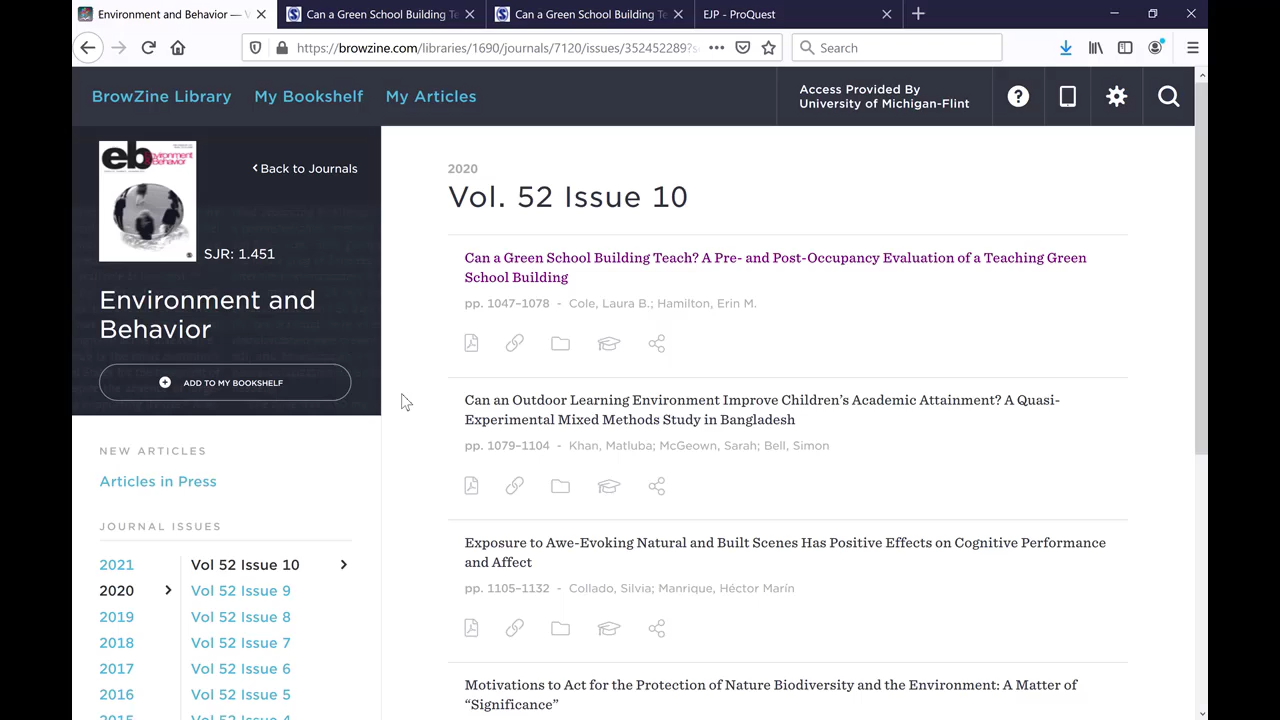 Environment and Behavior — V
Can a Green School Building Te
Can a Green School Building Te
EJP - ProQuest
https://browzine.com/libraries/1690/journals/7120/issues/352452289?s
Search
BrowZine Library
My Bookshelf
My Articles
Access Provided By
University of Michigan-Flint
eb
Environment
Behavior
Back to Journals
SJR: 1.451
Environment and
Behavior
ADD TO MY BOOKSHELF
NEW ARTICLES
Articles in Press
JOURNAL ISSUES
2021
Vol 52 Issue 10
2020
Vol 52 Issue 9
2019
Vol 52 Issue 8
2018
Vol 52 Issue 7
2017
Vol 52 Issue 6
2016
Vol 52 Issue 5
2015
Vol 52 Issue 4
2020
Vol. 52 Issue 10
Can a Green School Building Teach? A Pre- and Post-Occupancy Evaluation of a Teaching Green
School Building
pp. 1047–1078 - Cole, Laura B.; Hamilton, Erin M.
Can an Outdoor Learning Environment Improve Children’s Academic Attainment? A Quasi-
Experimental Mixed Methods Study in Bangladesh
pp. 1079–1104 - Khan, Matluba; McGeown, Sarah; Bell, Simon
Exposure to Awe-Evoking Natural and Built Scenes Has Positive Effects on Cognitive Performance
and Affect
pp. 1105–1132 - Collado, Silvia; Manrique, Héctor Marín
Motivations to Act for the Protection of Nature Biodiversity and the Environment: A Matter of
“Significance”